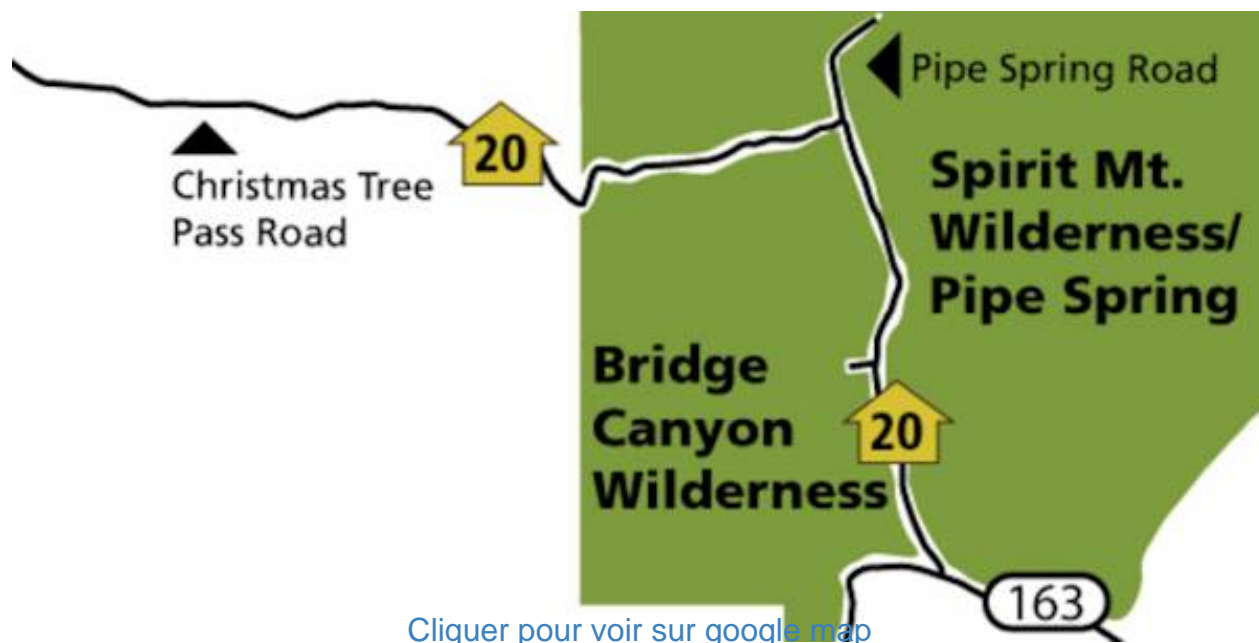 Pipe Spring Road
20
Christmas Tree
Pass Road
Spirit Mt.
Wilderness/
Pipe Spring
Bridge
Canyon
Wilderness
20
163
Cliquer pour voir sur google map